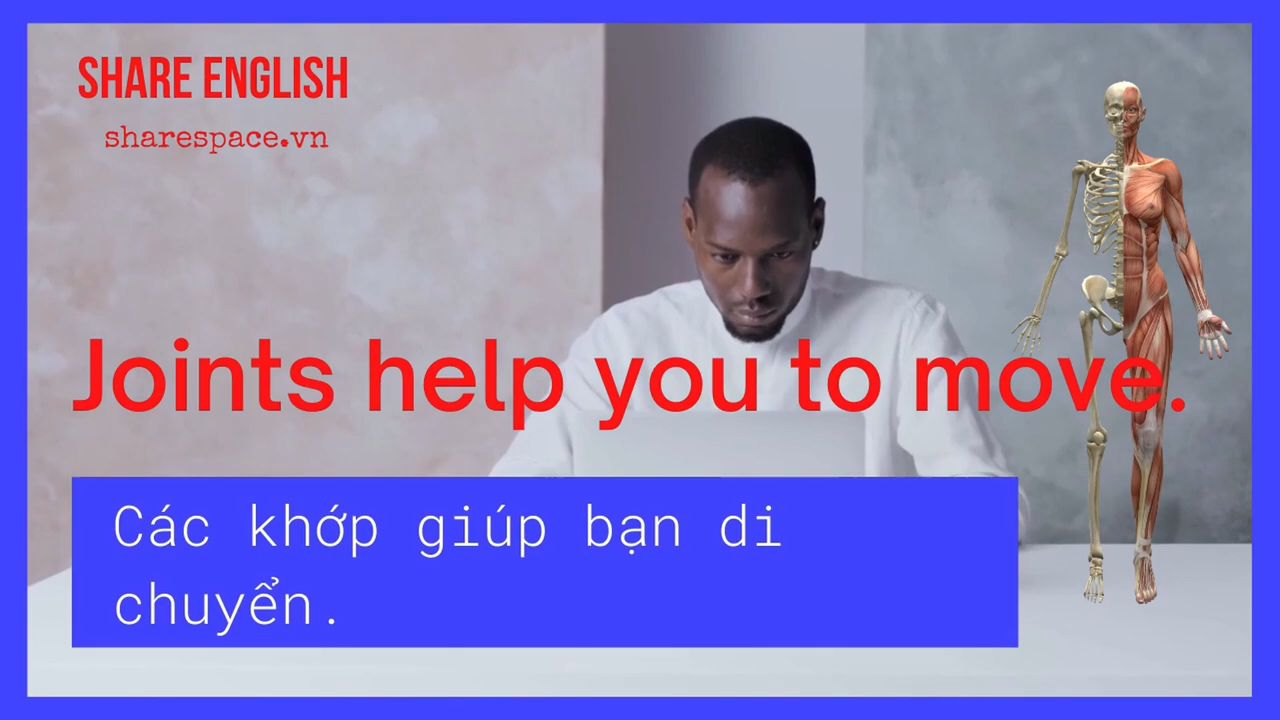 SHARE ENGLISH
sharespace.vn
Joints help you to move.
Các khớp giúp bạn di
chuyển.